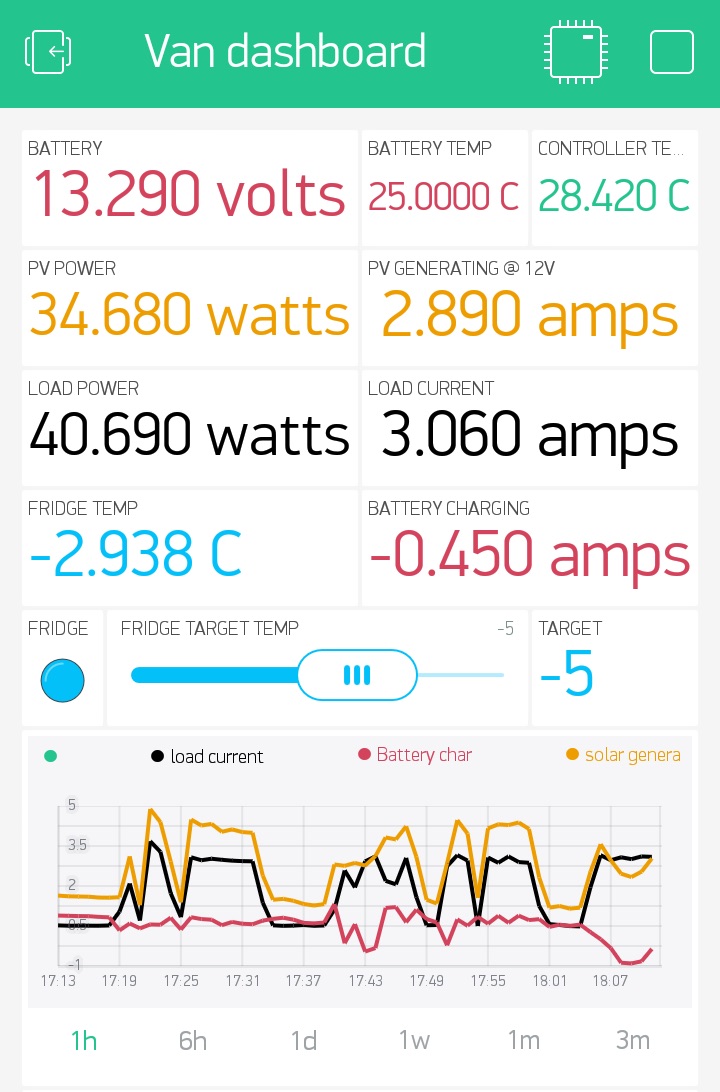 Van dashboard
BATTERY BATTERY TEMP CONTROLLER TE...
13.290 volts 25.0000 C 28.420 C
PV POWER PV GENERATING @ 12V
34.680 watts 2.890 amps
LOAD POWER LOAD CURRENT
40.690 watts 3.060 amps
FRIDGE TEMP BATTERY CHARGING
-2.938 C -0.450 amps
FRIDGE FRIDGE TARGET TEMP -5 TARGET
-5
load current Battery char solar genera
5
3.5
2
0.5
-1
17:13 17:19 17:25 17:31 17:37 17:43 17:49 17:55 18:01 18:07
1h 6h 1d 1w 1m 3m